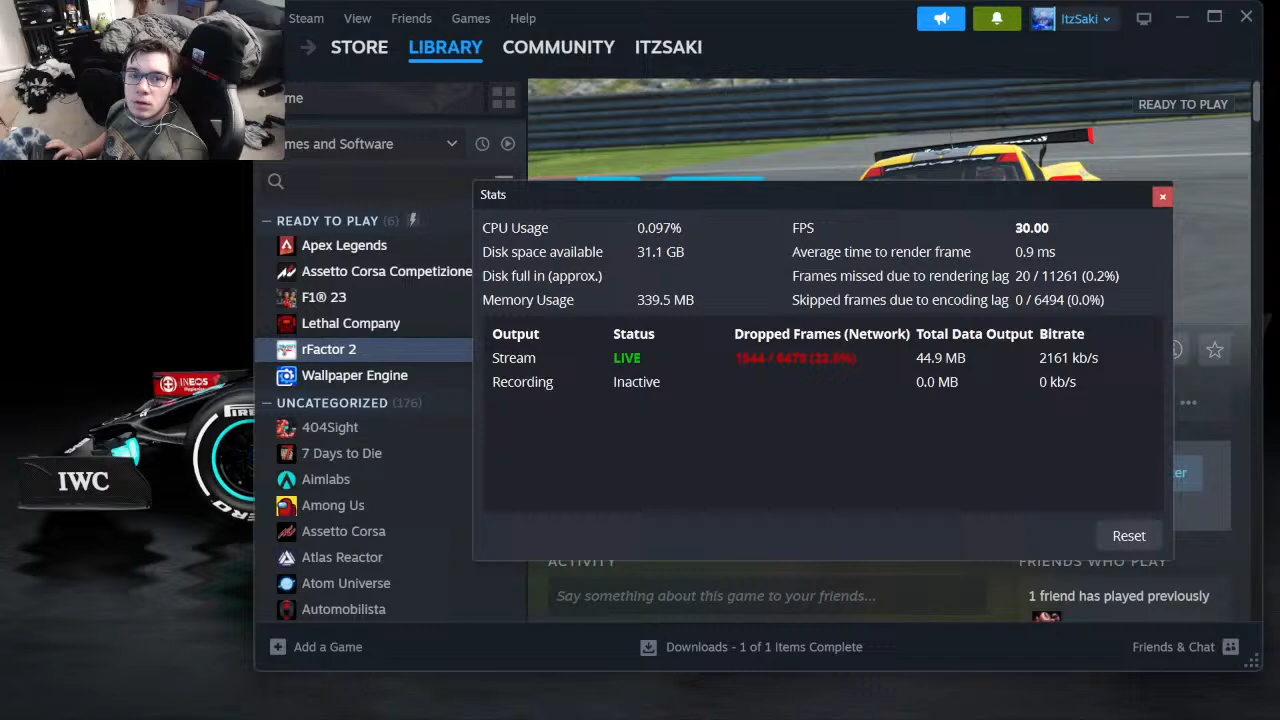 Steam View Friends Games Help ItzSaki
STORE LIBRARY COMMUNITY ITZSAKI
me
READY TO PLAY
mes and Software
Stats
CPU Usage 0.097% FPS 30.00
Disk space available 31.1 GB Average time to render frame 0.9 ms
Disk full in (approx.) Frames missed due to rendering lag 20 / 11261 (0.2%)
Memory Usage 339.5 MB Skipped frames due to encoding lag 0 / 6494 (0.0%)
Output Status Dropped Frames (Network) Total Data Output Bitrate
Stream LIVE 44.9 MB 2161 kb/s
Recording Inactive 0.0 MB 0 kb/s
Reset
READY TO PLAY (6)
Apex Legends
Assetto Corsa Competizione
F1® 23
Lethal Company
rFactor 2
Wallpaper Engine
UNCATEGORIZED (176)
404Sight
7 Days to Die
Aimlabs
Among Us
Assetto Corsa
Atlas Reactor
Atom Universe
Automobilista
er
ACTIVITY FRIENDS WHO PLAY
Say something about this game to your friends...
1 friend has played previously
Add a Game Downloads - 1 of 1 Items Complete Friends & Chat
INEOS
IWC